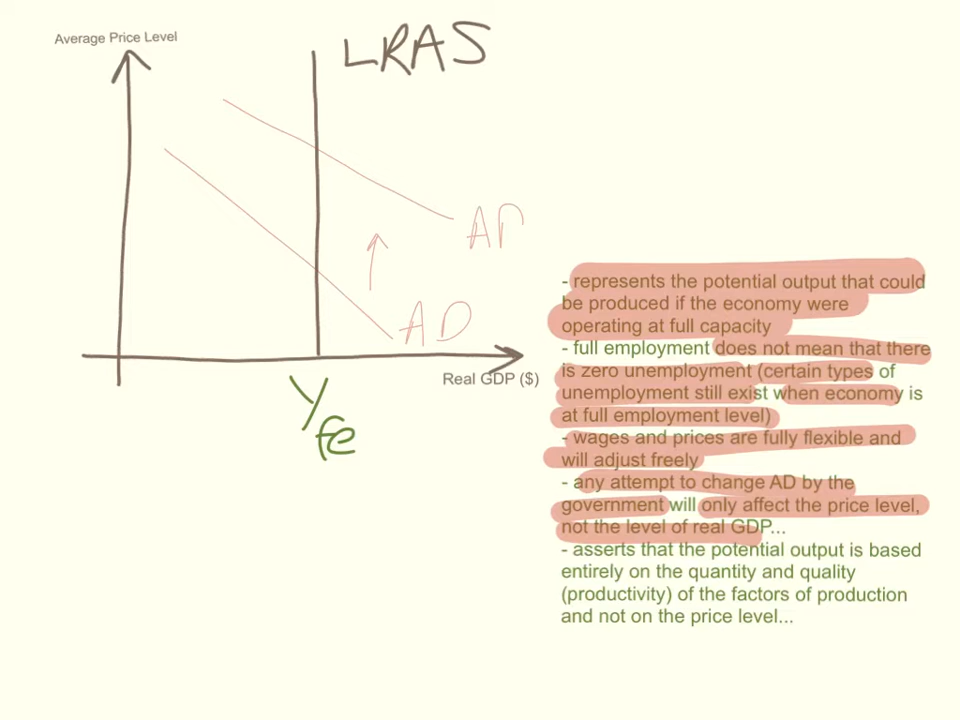 Average Price Level
LRAS
AD
Real GDP ($)
Y
fe
- represents the potential output that could
be produced if the economy were
operating at full capacity
- full employment does not mean that there
is zero unemployment (certain types of
unemployment still exist when economy is
at full employment level)
- wages and prices are fully flexible and
will adjust freely
- any attempt to change AD by the
government will only affect the price level,
not the level of real GDP...
- asserts that the potential output is based
entirely on the quantity and quality
(productivity) of the factors of production
and not on the price level...